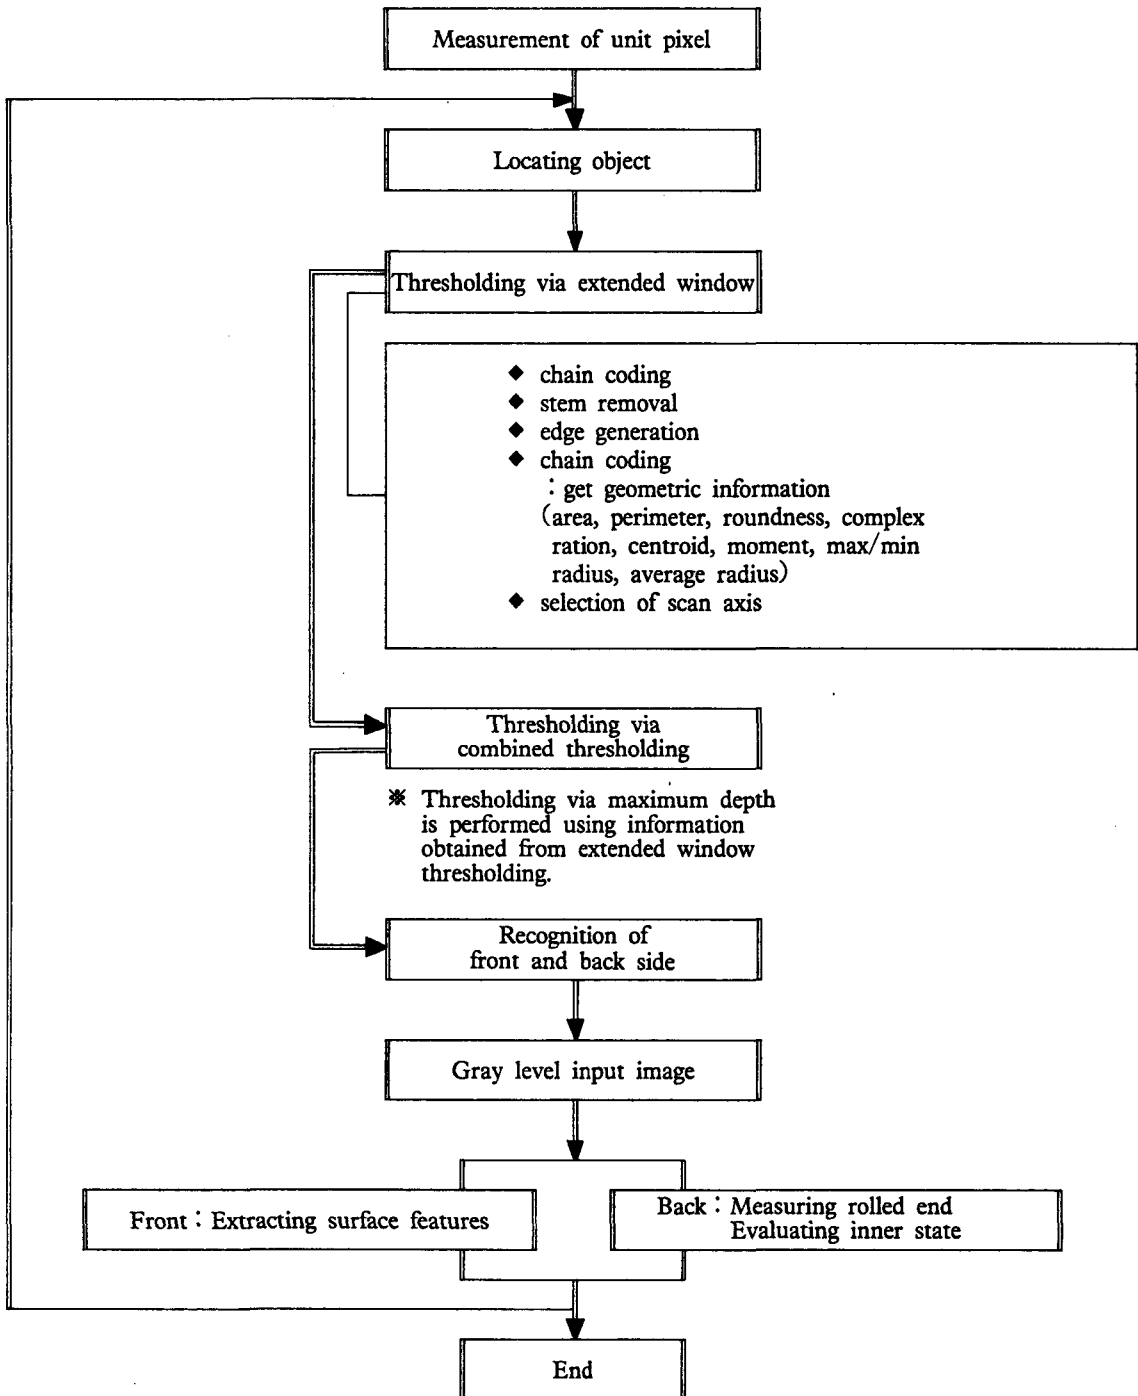 Measurement of unit pixel
Locating object
Thresholding via extended window
◆ chain coding
◆ stem removal
◆ edge generation
◆ chain coding
: get geometric information
(area, perimeter, roundness, complex
ration, centroid, moment, max/min
radius, average radius)
◆ selection of scan axis
Thresholding via
combined thresholding
※ Thresholding via maximum depth
is performed using information
obtained from extended window
thresholding.
Recognition of
front and back side
Gray level input image
Front : Extracting surface features
Back : Measuring rolled end
Evaluating inner state
End